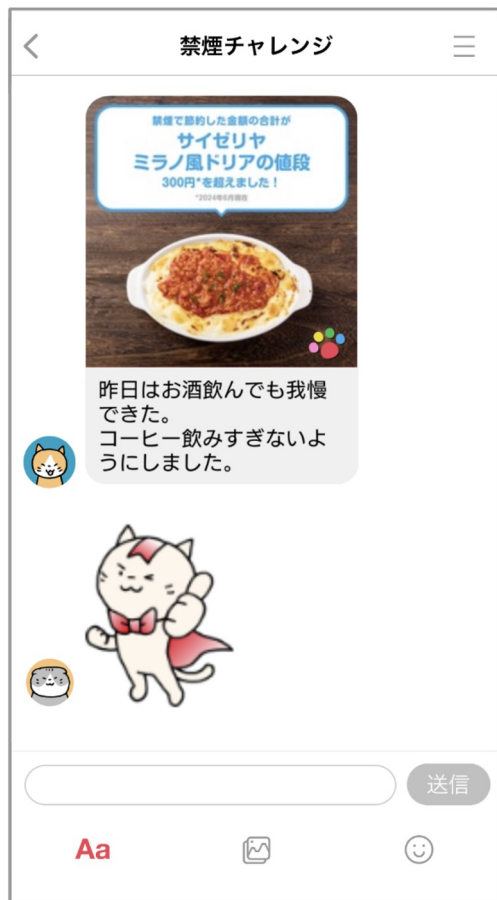 禁煙チャレンジ
禁煙で節約した金額の合計が
サイゼリヤ
ミラノ風ドリアの値段
300円*を超えました！
*2024年6月現在
昨日はお酒飲んでも我慢
できた。
コーヒー飲みすぎないよ
うにしました。
送信
Aa